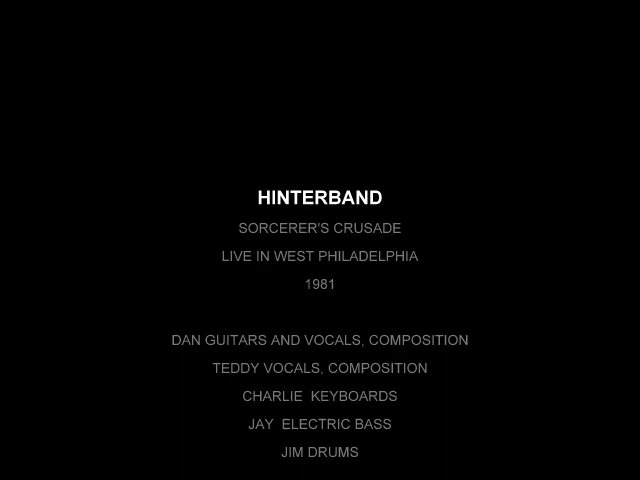 HINTERBAND
SORCERER'S CRUSADE
LIVE IN WEST PHILADELPHIA
1981
DAN GUITARS AND VOCALS, COMPOSITION
TEDDY VOCALS, COMPOSITION
CHARLIE  KEYBOARDS
JAY  ELECTRIC BASS
JIM DRUMS